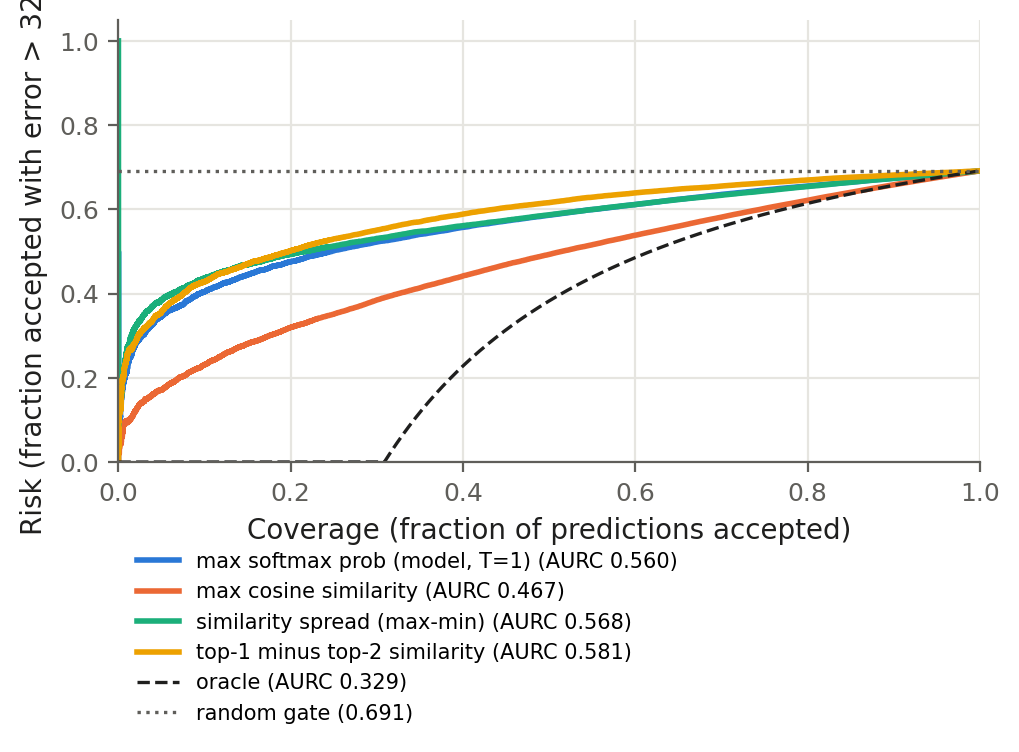 Risk (fraction accepted with error > 32
1.0
0.8
0.6
0.4
0.2
0.0
0.0 0.2 0.4 0.6 0.8 1.0
Coverage (fraction of predictions accepted)
max softmax prob (model, T=1) (AURC 0.560)
max cosine similarity (AURC 0.467)
similarity spread (max-min) (AURC 0.568)
top-1 minus top-2 similarity (AURC 0.581)
oracle (AURC 0.329)
random gate (0.691)